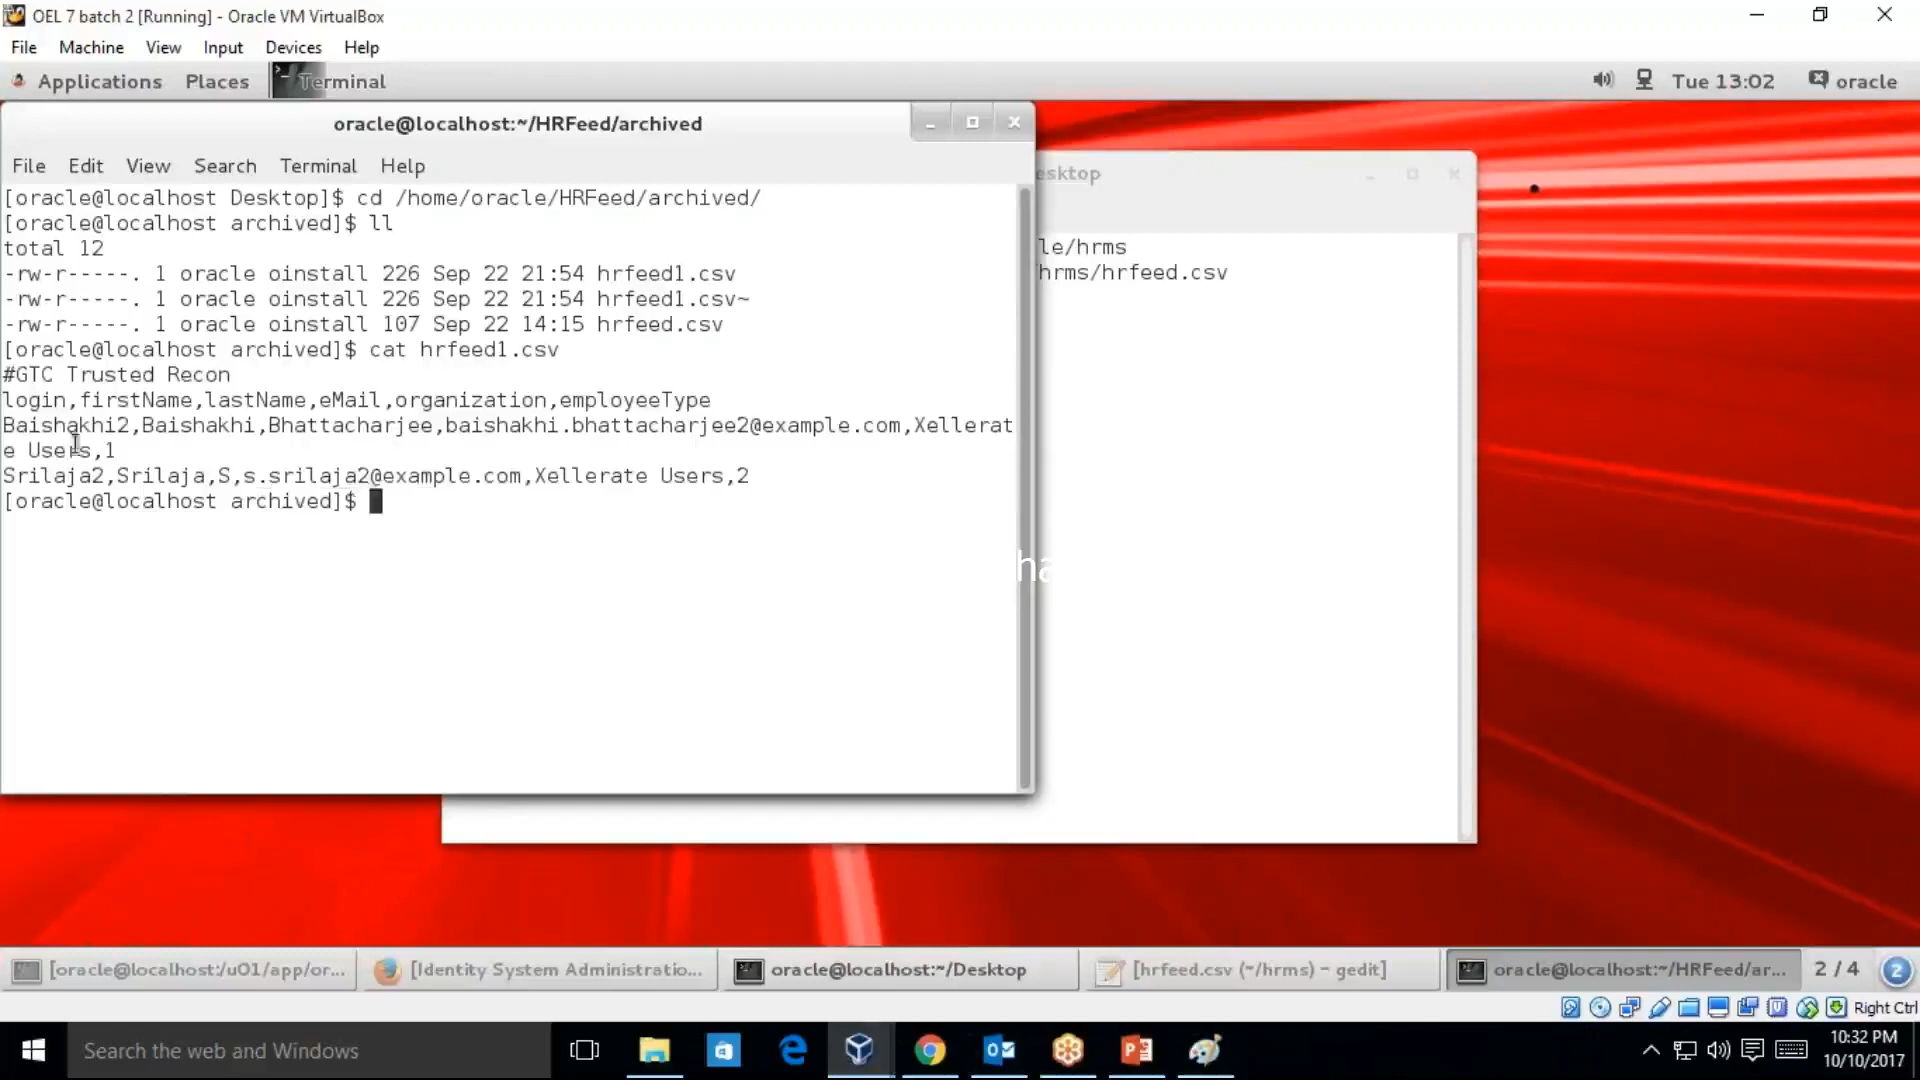 OEL 7 batch 2 [Running] - Oracle VM VirtualBox
File Machine View Input Devices Help
Applications Places Terminal Tue 13:02 oracle
oracle@localhost:~/HRFeed/archived
File Edit View Search Terminal Help
[oracle@localhost Desktop]$ cd /home/oracle/HRFeed/archived/
[oracle@localhost archived]$ ll
total 12
-rw-r-----. 1 oracle oinstall 226 Sep 22 21:54 hrfeed1.csv
-rw-r-----. 1 oracle oinstall 226 Sep 22 21:54 hrfeed1.csv~
-rw-r-----. 1 oracle oinstall 107 Sep 22 14:15 hrfeed.csv
[oracle@localhost archived]$ cat hrfeed1.csv
#GTC Trusted Recon
login,firstName,lastName,eMail,organization,employeeType
Baishakhi2,Baishakhi,Bhattacharjee,baishakhi.bhattacharjee2@example.com,Xellerat
e Users,1
Srilaja2,Srilaja,S,s.srilaja2@example.com,Xellerate Users,2
[oracle@localhost archived]$
esktop
le/hrms
hrms/hrfeed.csv
ha
[oracle@localhost:/u01/app/or... [Identity System Administratio... oracle@localhost:~/Desktop [hrfeed.csv (~/hrms) - gedit] oracle@localhost:~/HRFeed/ar... 2 / 4 2
Right Ctrl
Search the web and Windows
10:32 PM
10/10/2017